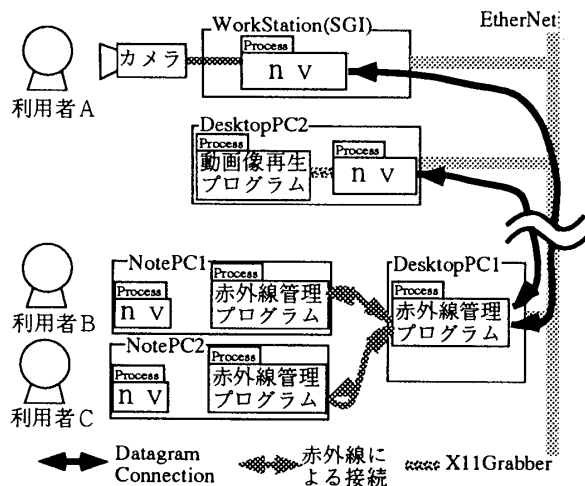 WorkStation(SGI)
EtherNet
Process
カメラ
n v
利用者A
DesktopPC2
Process
動画像再生
プログラム
Process
n v
NotePC1
DesktopPC1
Process
n v
Process
赤外線管理
プログラム
Process
赤外線管理
プログラム
利用者B
NotePC2
Process
n v
Process
赤外線管理
プログラム
利用者C
Datagram
Connection
赤外線に
よる接続
X11Grabber